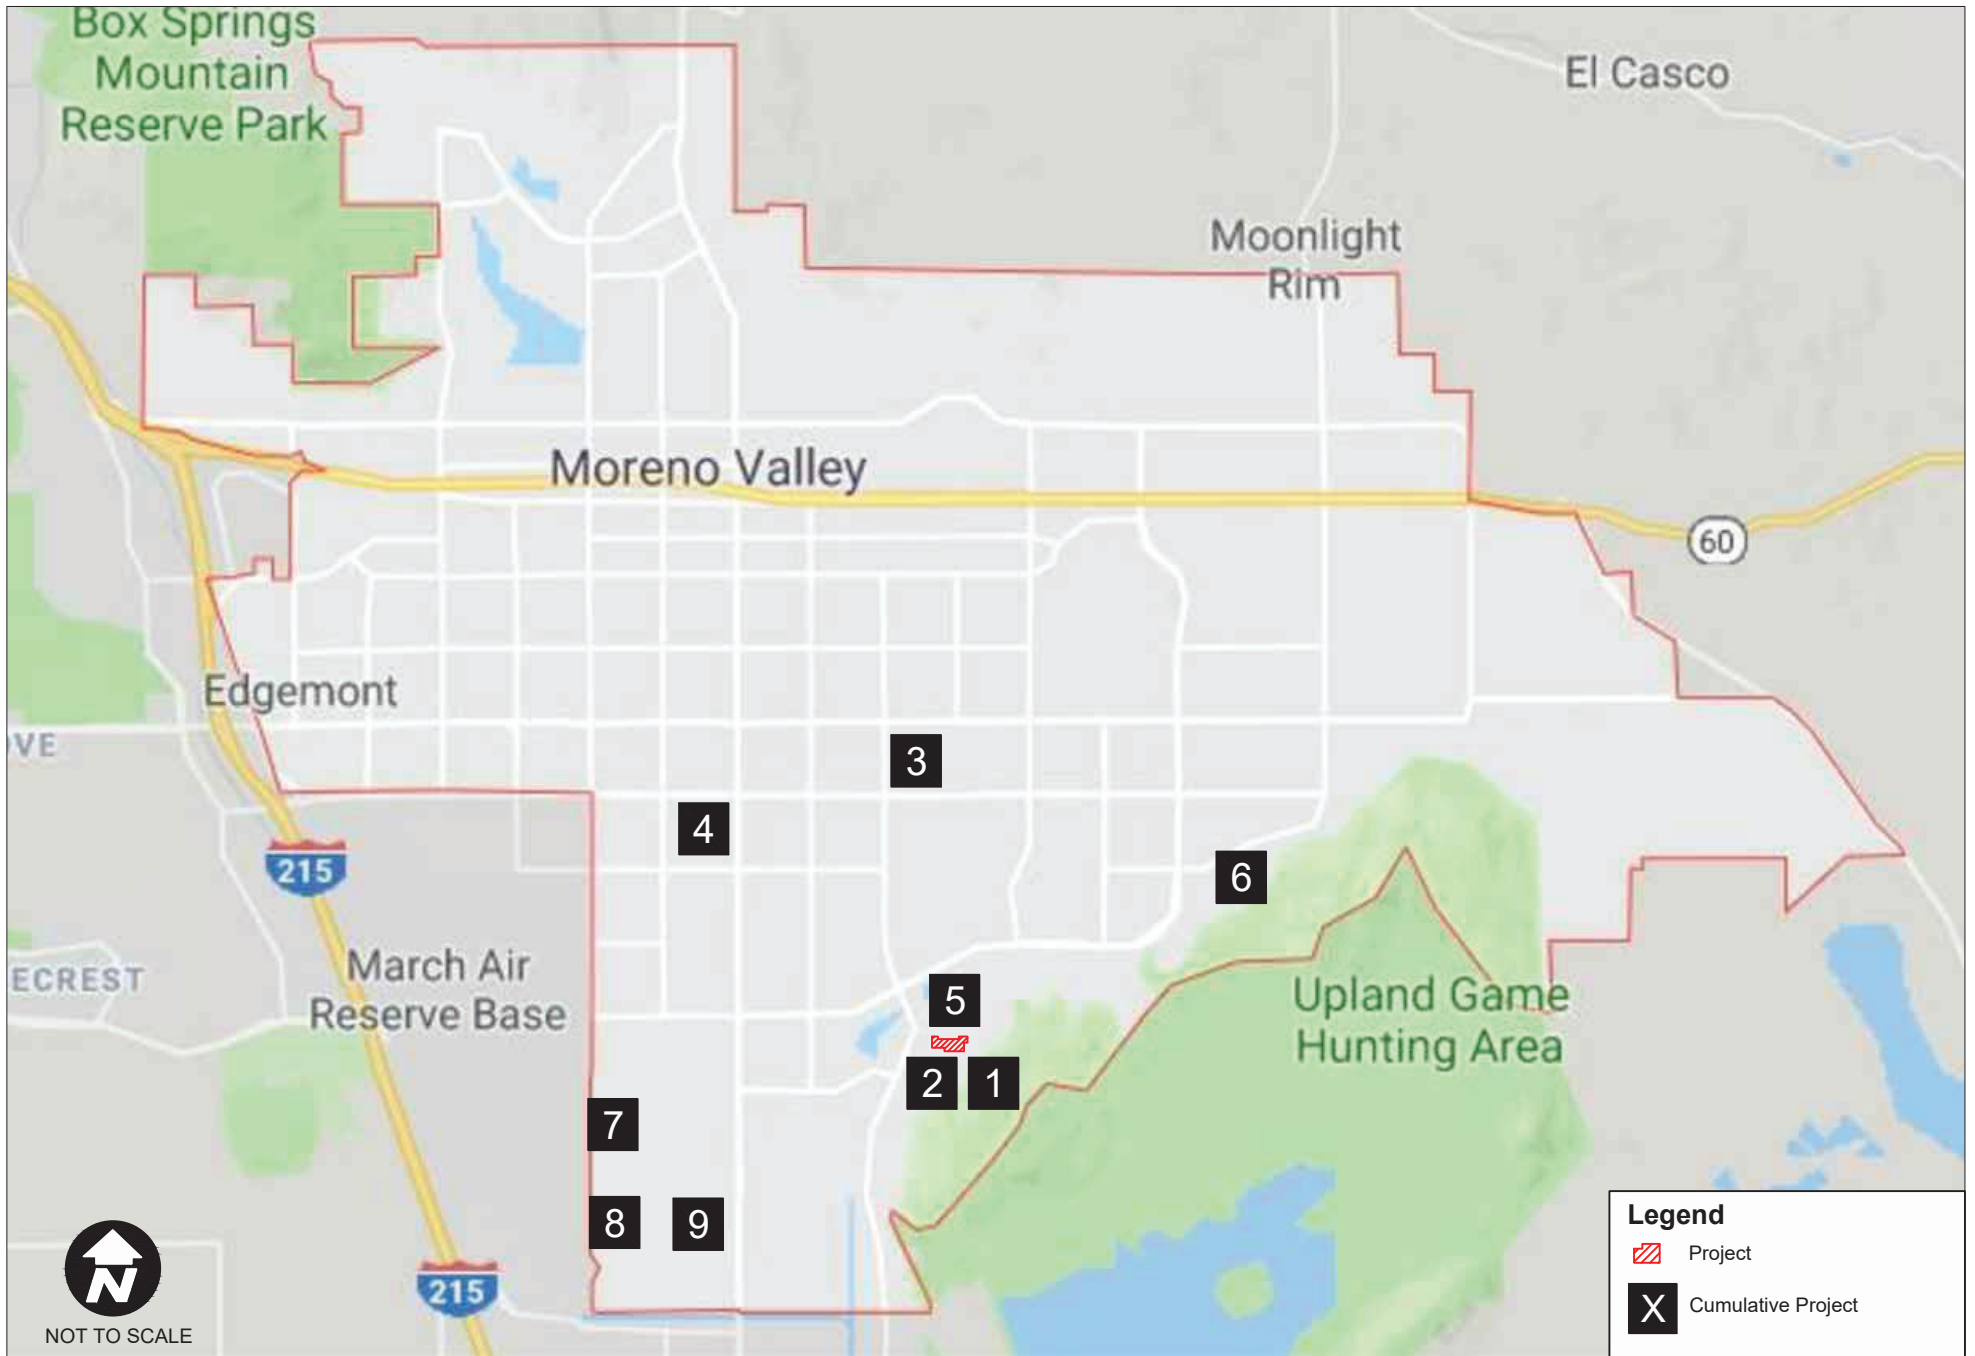 Box Springs
Mountain
Reserve Park
El Casco
Moonlight
Rim
Moreno Valley
60
Edgemont
OVE
3
4
215
6
March Air
Reserve Base
ECREST
5
Upland Game
Hunting Area
2
1
7
8
9
N
NOT TO SCALE
215
Legend
Project
X
Cumulative Project